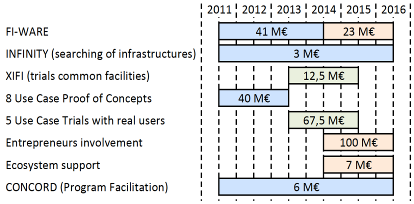 2011 2012 2013 2014 2015 2016
FI-WARE 41 M€ 23 M€
INFINITY (searching of infrastructures) 3 M€
XIFI (trials common facilities) 12,5 M€
8 Use Case Proof of Concepts 40 M€
5 Use Case Trials with real users 67,5 M€
Entrepreneurs involvement 100 M€
Ecosystem support 7 M€
CONCORD (Program Facilitation) 6 M€